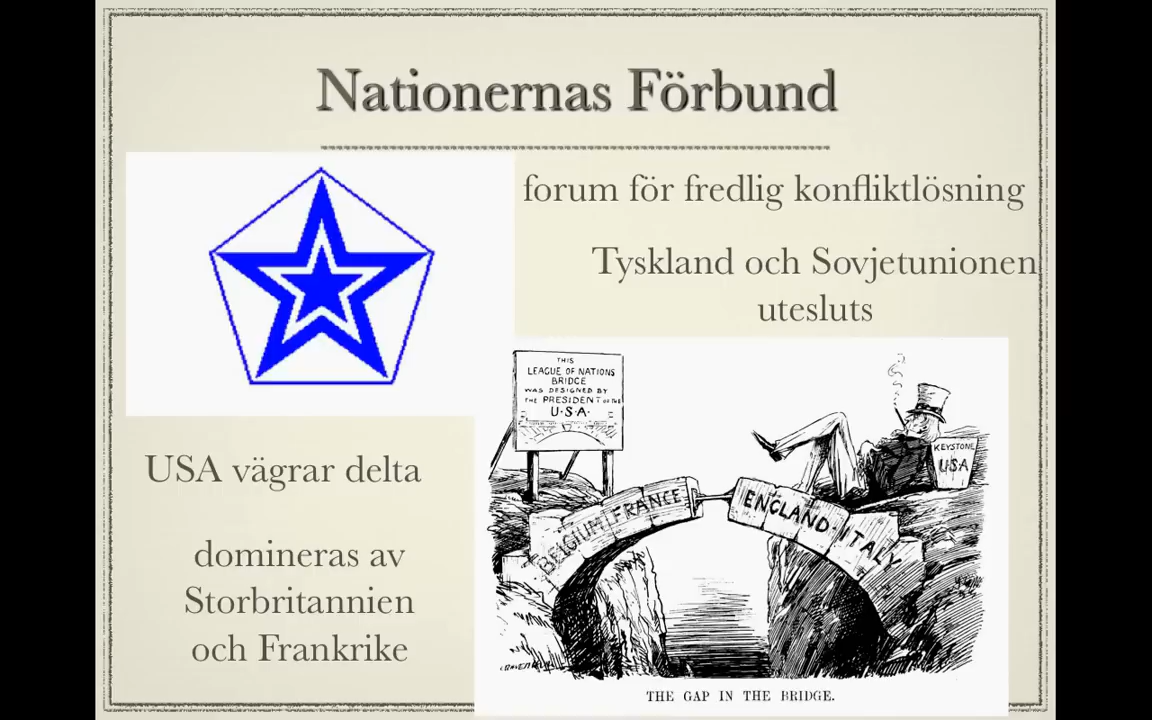 Nationernas Förbund
forum för fredlig konfliktlösning
Tyskland och Sovjetunionen
utesluts
USA vägrar delta
domineras av
Storbritannien
och Frankrike
THIS
LEAGUE OF NATIONS
BRIDGE
WAS DESIGNED BY
THE PRESIDENT OF THE
U.S.A.
KEYSTONE
USA
BELGIUM FRANCE
ENGLAND-ITALY
THE GAP IN THE BRIDGE.